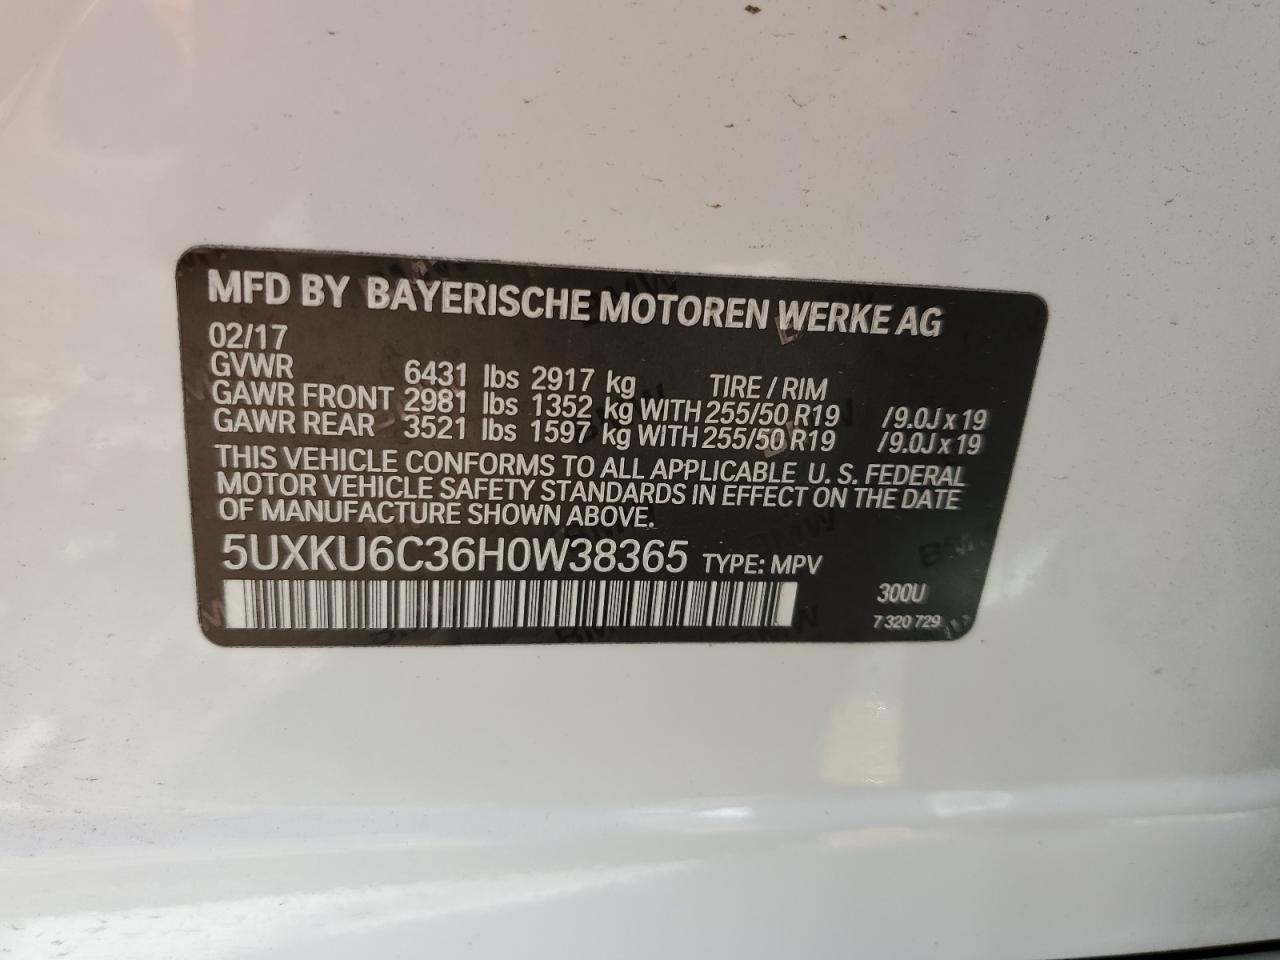 MFD BY BAYERISCHE MOTOREN WERKE AG
02/17
GVWR 6431 lbs 2917 kg TIRE / RIM
GAWR FRONT 2981 lbs 1352 kg WITH 255/50 R19 /9.0J x 19
GAWR REAR 3521 lbs 1597 kg WITH 255/50 R19 /9.0J x 19
THIS VEHICLE CONFORMS TO ALL APPLICABLE U. S. FEDERAL
MOTOR VEHICLE SAFETY STANDARDS IN EFFECT ON THE DATE
OF MANUFACTURE SHOWN ABOVE.
5UXKU6C36H0W38365 TYPE: MPV
300U
7 320 729